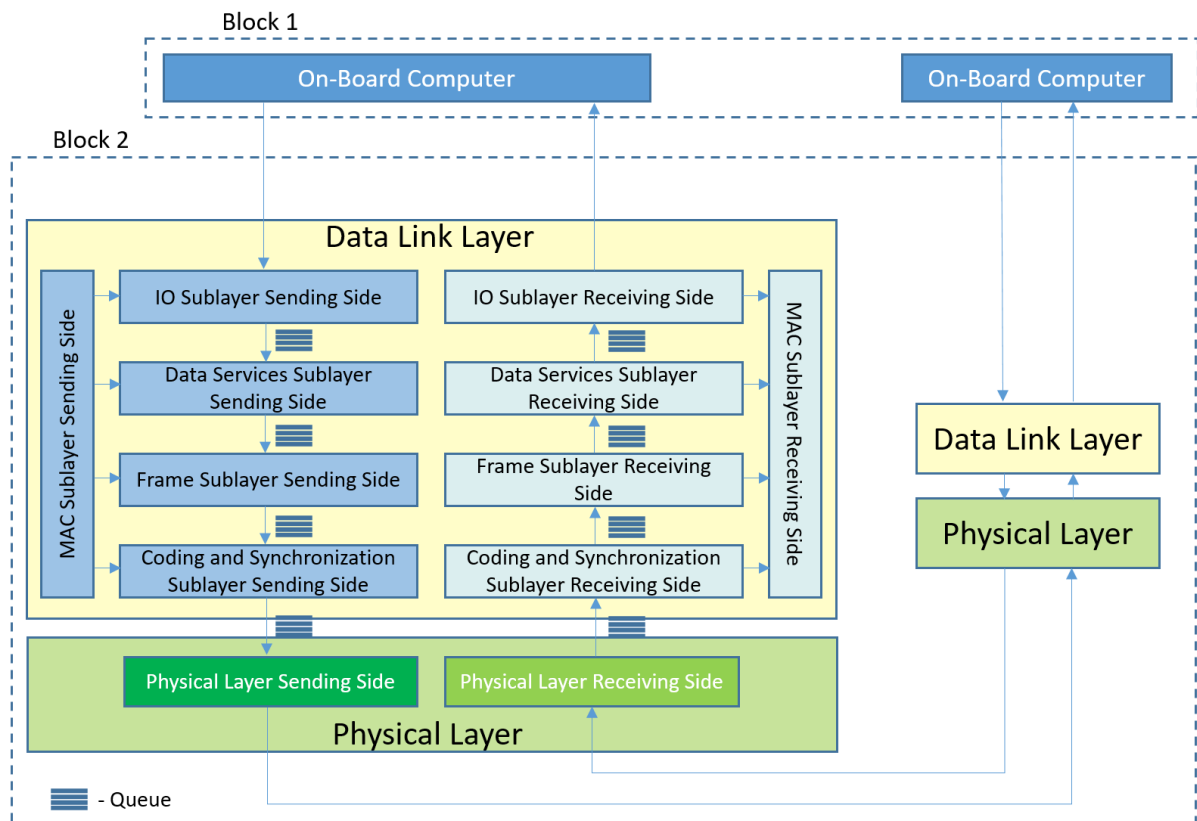 Block 1
On-Board Computer
On-Board Computer
Block 2
Data Link Layer
MAC Sublayer Sending Side
IO Sublayer Sending Side
IO Sublayer Receiving Side
MAC Sublayer Receiving Side
Data Services Sublayer
Sending Side
Data Services Sublayer
Receiving Side
Frame Sublayer Sending Side
Frame Sublayer Receiving
Side
Coding and Synchronization
Sublayer Sending Side
Coding and Synchronization
Sublayer Receiving Side
Data Link Layer
Physical Layer
Physical Layer Sending Side
Physical Layer Receiving Side
Physical Layer
- Queue